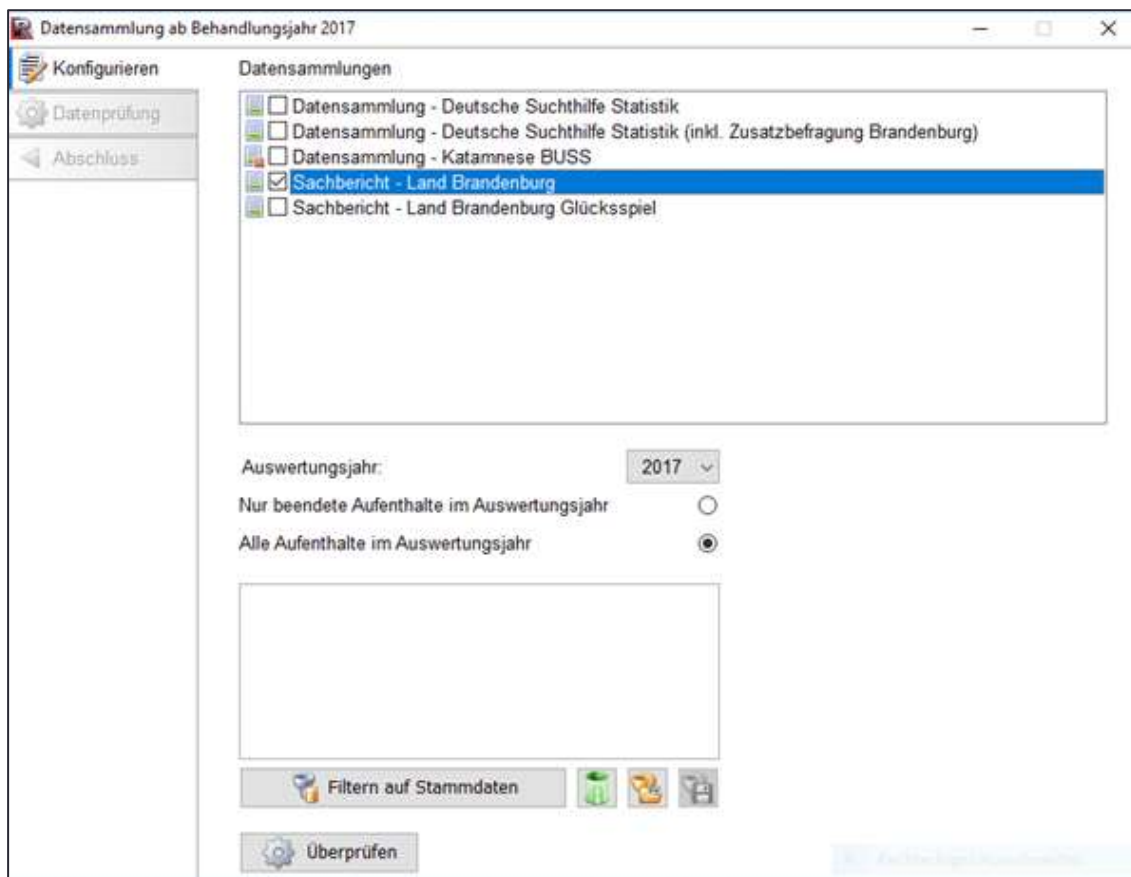 Datensammlung ab Behandlungsjahr 2017
Konfigurieren
Datenprüfung
Abschluss
Datensammlungen
Datensammlung - Deutsche Suchthilfe Statistik
Datensammlung - Deutsche Suchthilfe Statistik (inkl. Zusatzbefragung Brandenburg)
Datensammlung - Katamnese BUSS
Sachbericht - Land Brandenburg
Sachbericht - Land Brandenburg Glücksspiel
Auswertungsjahr: 2017
Nur beendete Aufenthalte im Auswertungsjahr
Alle Aufenthalte im Auswertungsjahr
Filtern auf Stammdaten
Überprüfen